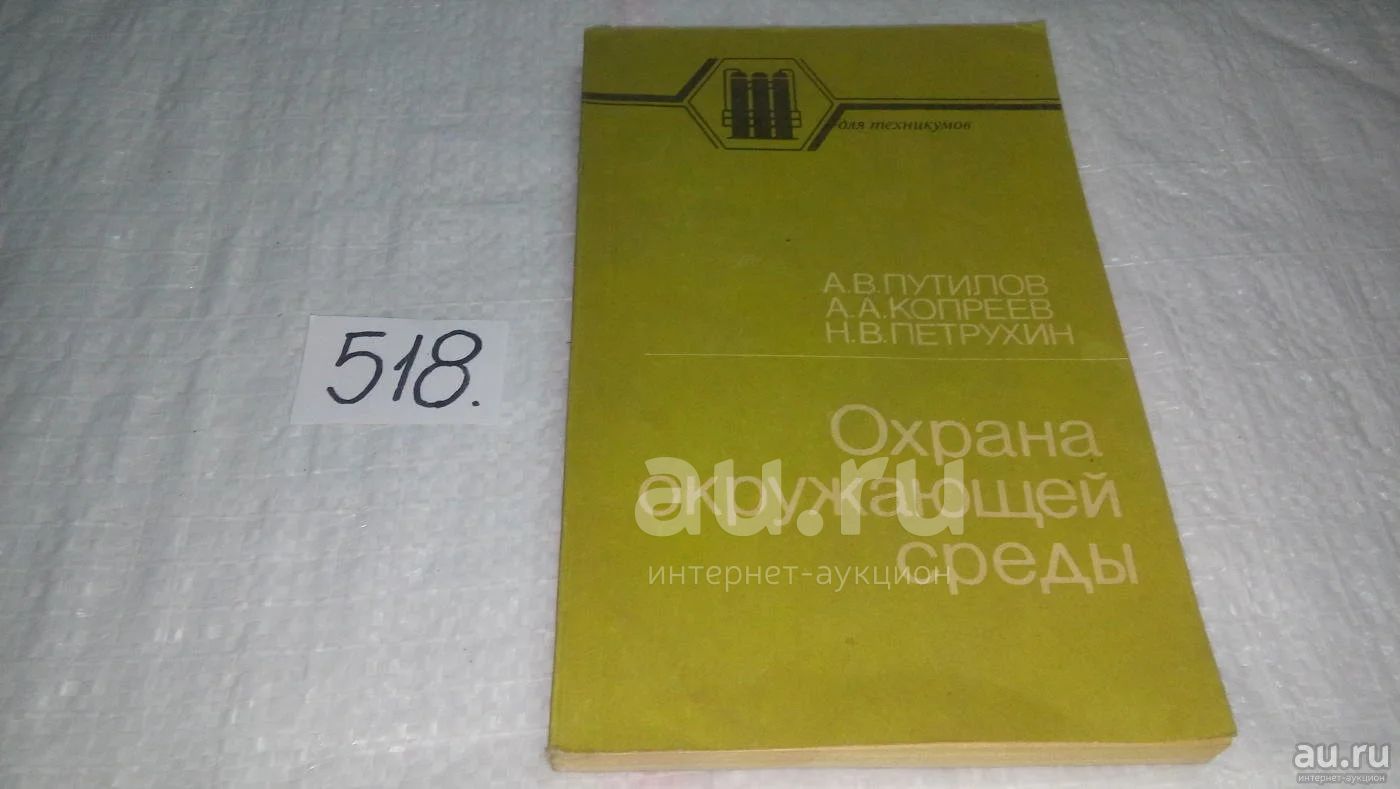 для техникумов
А.В.ПУТИЛОВ
А.А.КОПРЕЕВ
Н.В.ПЕТРУХИН
518.
Охрана
окружающей
среды
au.ru
интернет-аукцион
au.ru
интернет-аукцион